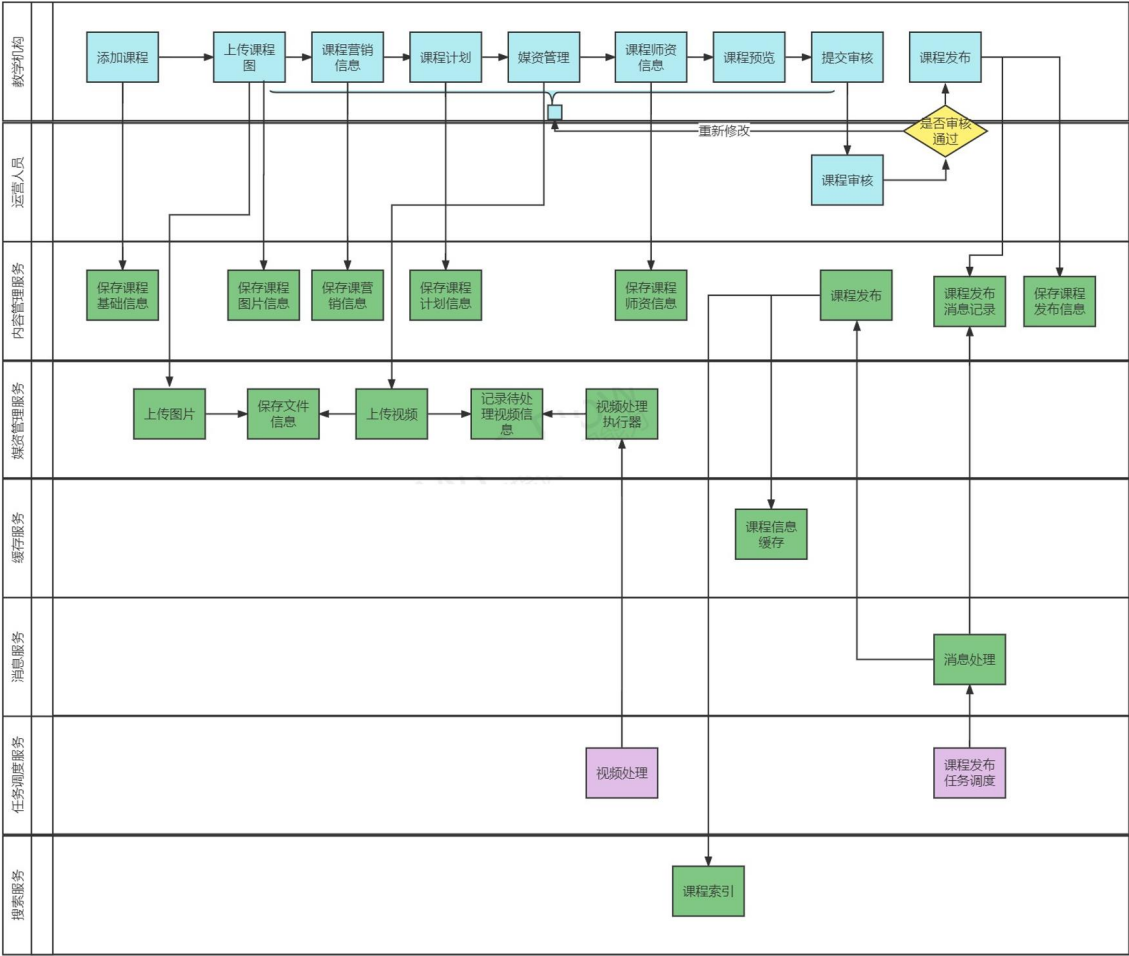 教学机构
添加课程
上传课程
图
课程营销
信息
课程计划
媒资管理
课程师资
信息
课程预览
提交审核
课程发布
重新修改
是否审核
通过
运营人员
课程审核
内容管理服务
保存课程
基础信息
保存课程
图片信息
保存课营
销信息
保存课程
计划信息
保存课程
师资信息
课程发布
课程发布
消息记录
保存课程
发布信息
媒资管理服务
上传图片
保存文件
信息
上传视频
记录待处
理视频信
息
视频处理
执行器
缓存服务
课程信息
缓存
消息服务
消息处理
任务调度服务
视频处理
课程发布
任务调度
搜索服务
课程索引